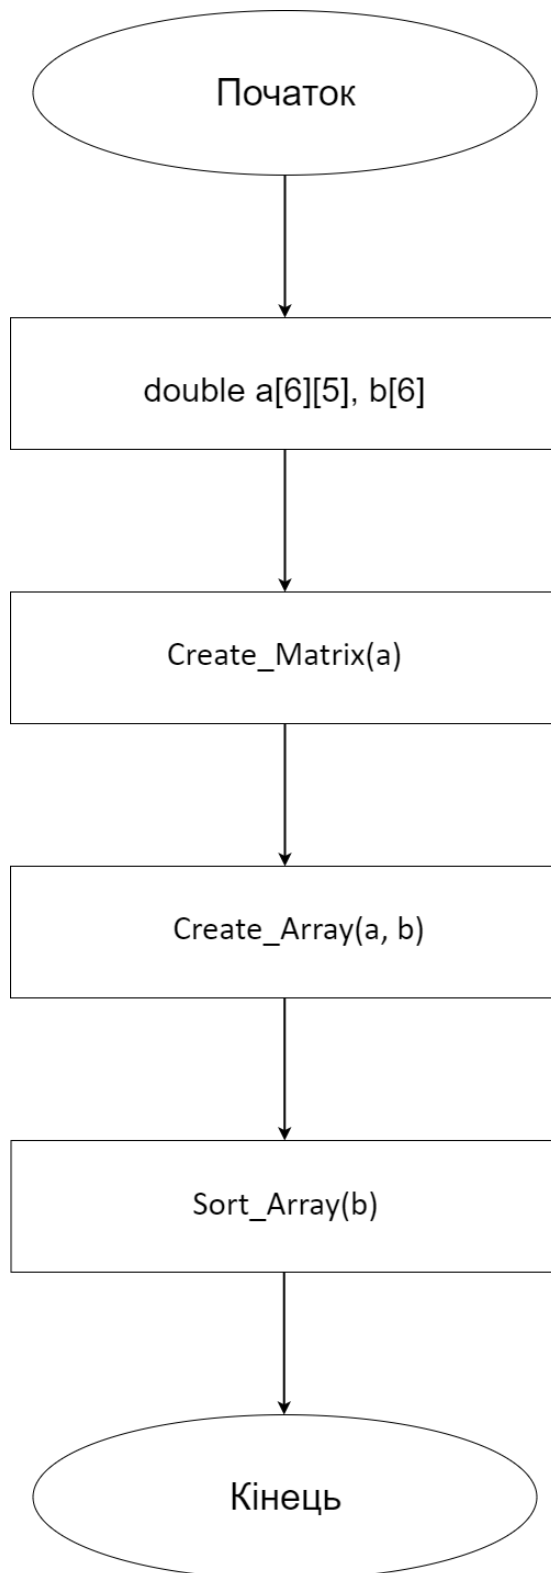 Початок
double a[6][5], b[6]
Create_Matrix(a)
Create_Array(a, b)
Sort_Array(b)
Кінець